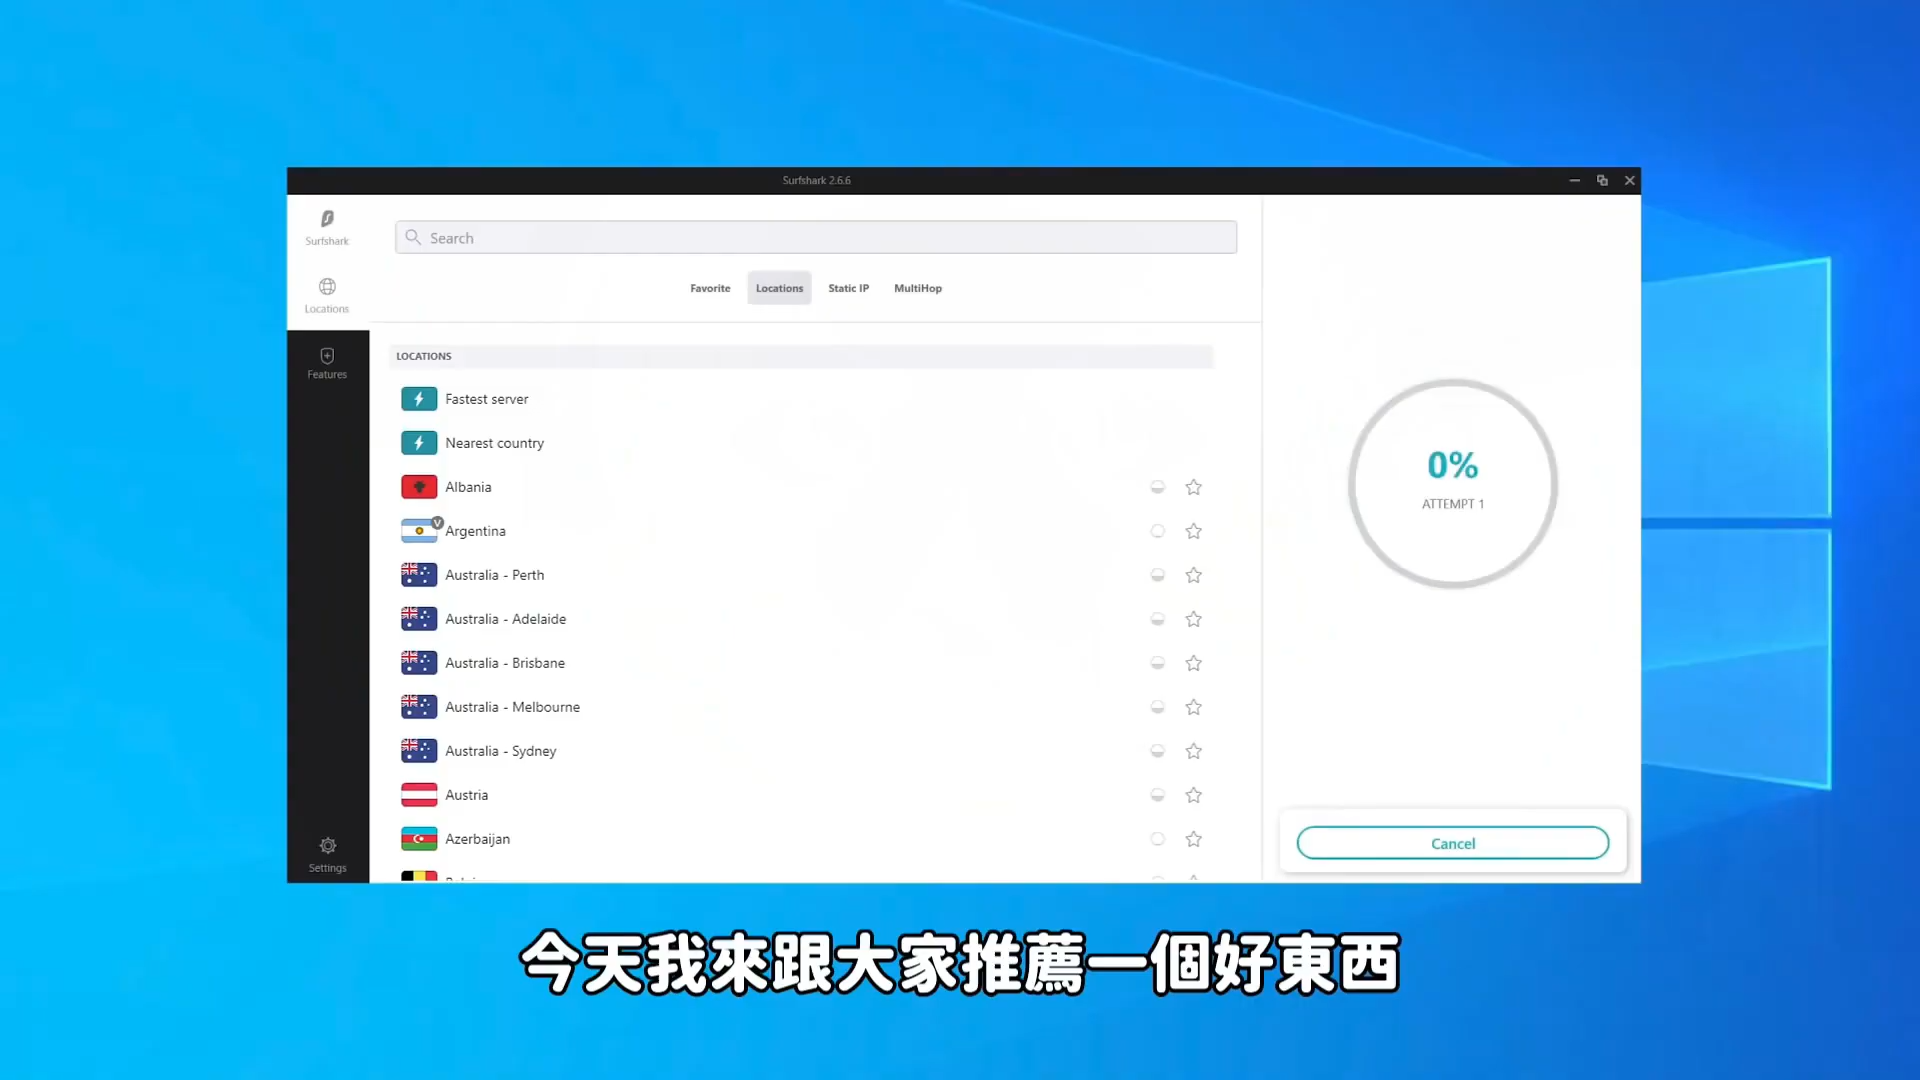 Surfshark 2.6.6
Surfshark
Locations
Features
Settings
Search
Favorite
Locations
Static IP
MultiHop
LOCATIONS
Fastest server
Nearest country
Albania
V
Argentina
Australia - Perth
Australia - Adelaide
Australia - Brisbane
Australia - Melbourne
Australia - Sydney
Austria
Azerbaijan
0%
ATTEMPT 1
Cancel
今天我來跟大家推薦一個好東西